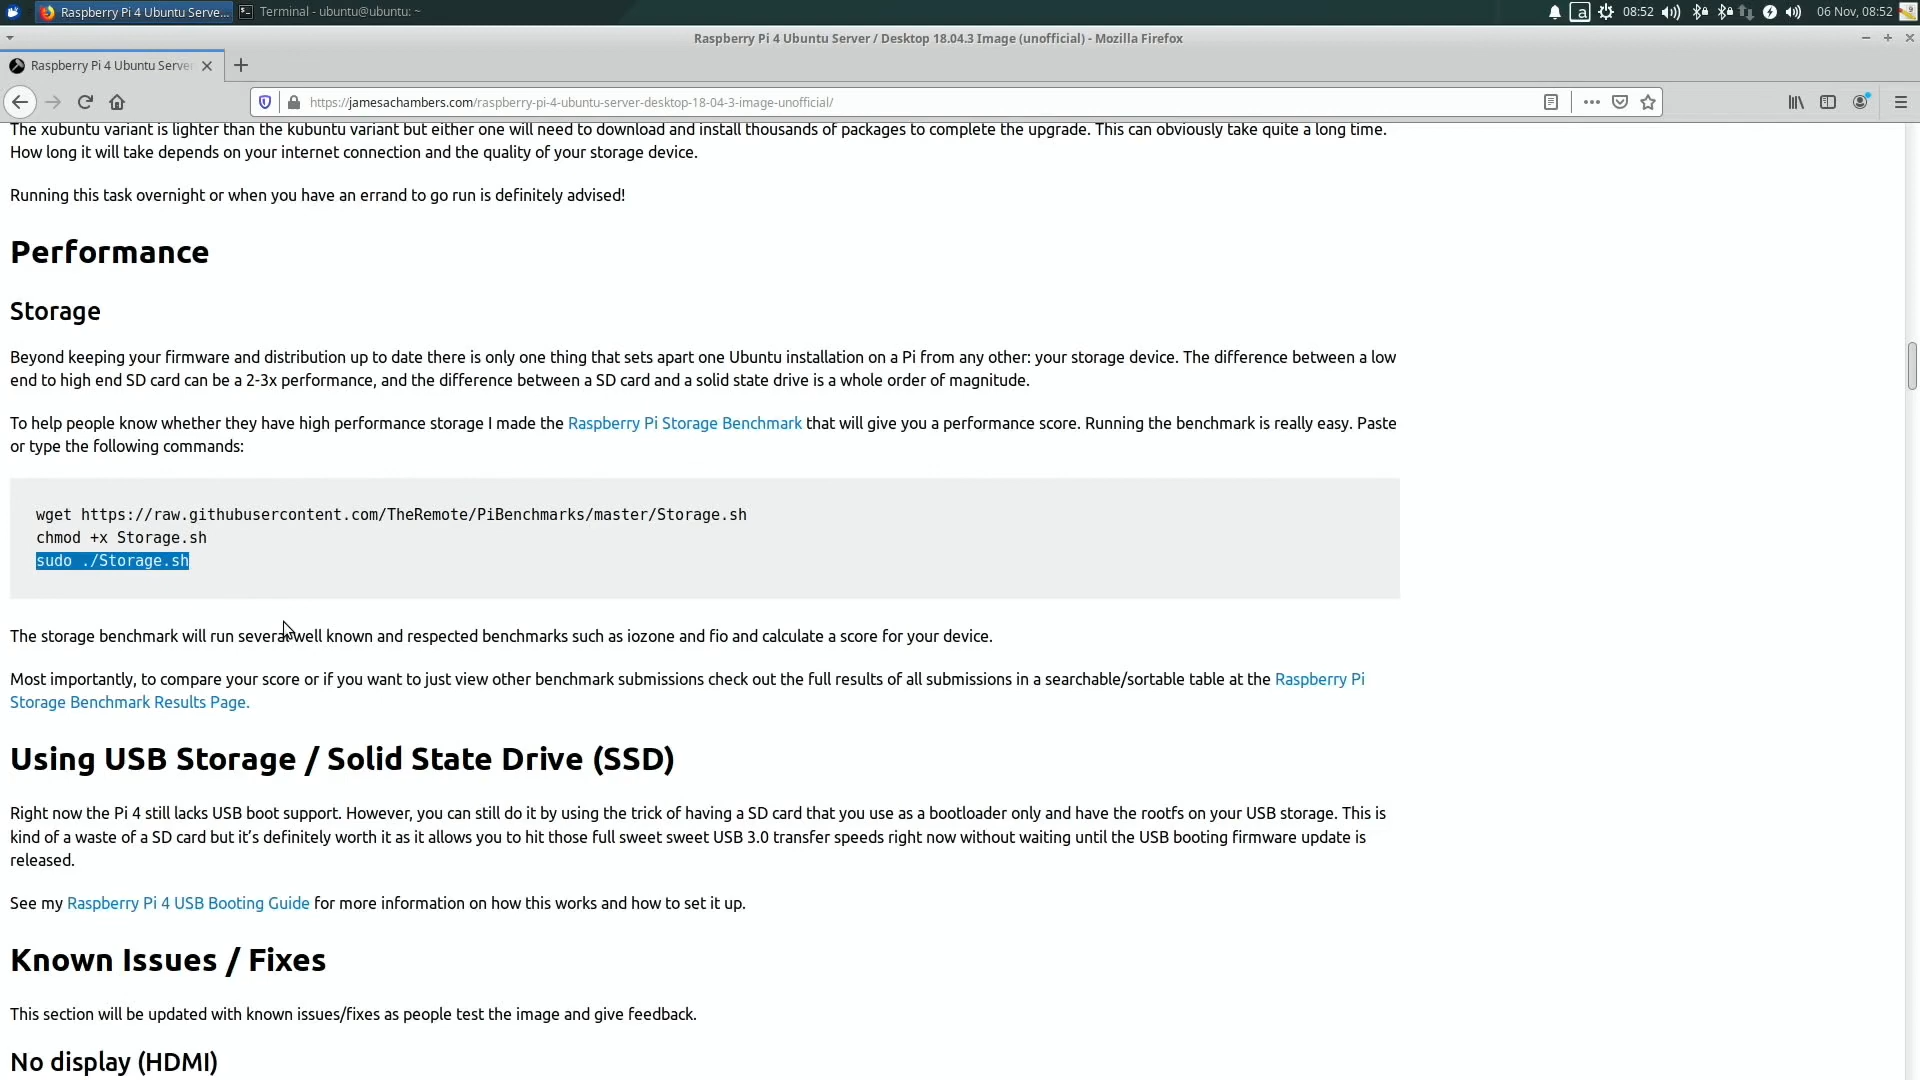 Raspberry Pi 4 Ubuntu Serve...
Terminal - ubuntu@ubuntu: ~
a
08:52
06 Nov, 08:52
Raspberry Pi 4 Ubuntu Server / Desktop 18.04.3 Image (unofficial) - Mozilla Firefox
Raspberry Pi 4 Ubuntu Server
https://jamesachambers.com/raspberry-pi-4-ubuntu-server-desktop-18-04-3-image-unofficial/
The xubuntu variant is lighter than the kubuntu variant but either one will need to download and install thousands of packages to complete the upgrade. This can obviously take quite a long time.
How long it will take depends on your internet connection and the quality of your storage device.
Running this task overnight or when you have an errand to go run is definitely advised!
Performance
Storage
Beyond keeping your firmware and distribution up to date there is only one thing that sets apart one Ubuntu installation on a Pi from any other: your storage device. The difference between a low
end to high end SD card can be a 2-3x performance, and the difference between a SD card and a solid state drive is a whole order of magnitude.
To help people know whether they have high performance storage I made the Raspberry Pi Storage Benchmark that will give you a performance score. Running the benchmark is really easy. Paste
or type the following commands:
wget https://raw.githubusercontent.com/TheRemote/PiBenchmarks/master/Storage.sh
chmod +x Storage.sh
sudo ./Storage.sh
The storage benchmark will run several well known and respected benchmarks such as iozone and fio and calculate a score for your device.
Most importantly, to compare your score or if you want to just view other benchmark submissions check out the full results of all submissions in a searchable/sortable table at the Raspberry Pi
Storage Benchmark Results Page.
Using USB Storage / Solid State Drive (SSD)
Right now the Pi 4 still lacks USB boot support. However, you can still do it by using the trick of having a SD card that you use as a bootloader only and have the rootfs on your USB storage. This is
kind of a waste of a SD card but it's definitely worth it as it allows you to hit those full sweet sweet USB 3.0 transfer speeds right now without waiting until the USB booting firmware update is
released.
See my Raspberry Pi 4 USB Booting Guide for more information on how this works and how to set it up.
Known Issues / Fixes
This section will be updated with known issues/fixes as people test the image and give feedback.
No display (HDMI)